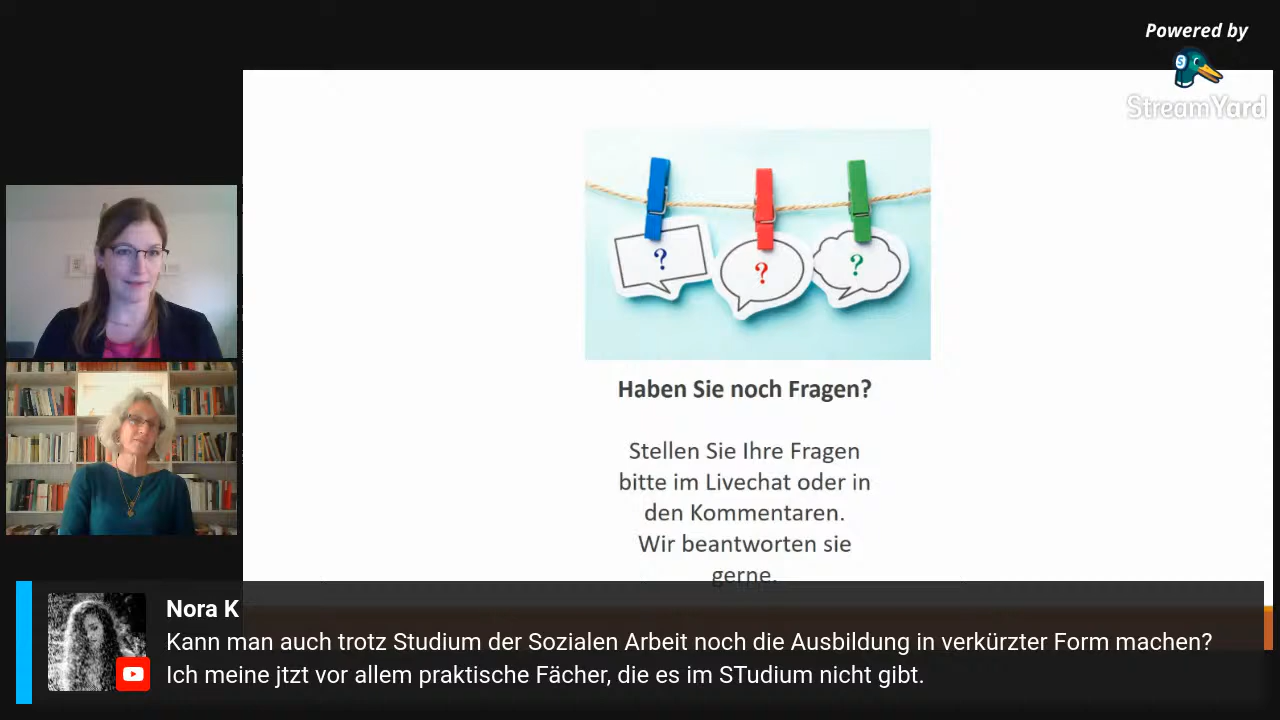 Powered by
StreamYard
?
?
?
Haben Sie noch Fragen?
Stellen Sie Ihre Fragen
bitte im Livechat oder in
den Kommentaren.
Wir beantworten sie
gerne.
Nora K
Kann man auch trotz Studium der Sozialen Arbeit noch die Ausbildung in verkürzter Form machen?
Ich meine jtzt vor allem praktische Fächer, die es im STudium nicht gibt.